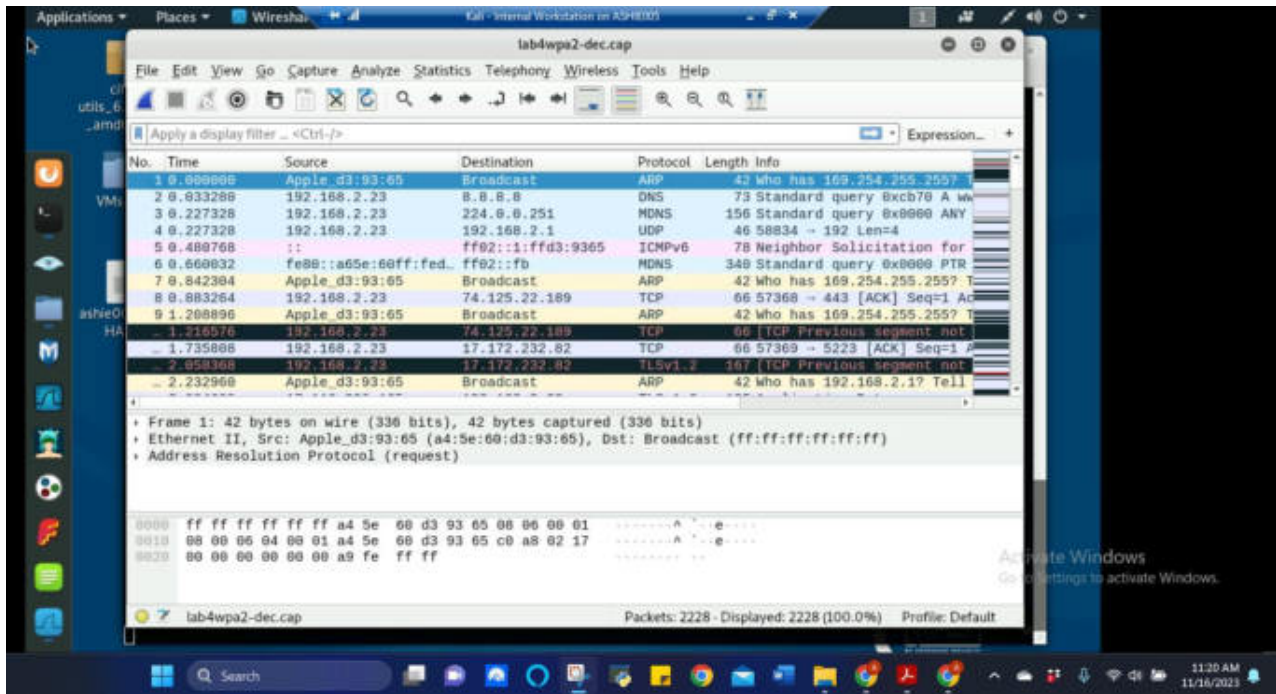 Applications Places Wireshar Kali - Internal Workstation on ASHIE005 1
lab4wpa2-dec.cap
File Edit View Go Capture Analyze Statistics Telephony Wireless Tools Help
utils_6.
_amd
Apply a display filter ... <Ctrl-/> Expression... +
No. Time Source Destination Protocol Length Info
1 0.000000 Apple_d3:93:65 Broadcast ARP 42 Who has 169.254.255.255? T
VMs
2 0.033280 192.168.2.23 8.8.8.8 DNS 73 Standard query 0xcb70 A ww
3 0.227328 192.168.2.23 224.0.0.251 MDNS 156 Standard query 0x0000 ANY
4 0.227328 192.168.2.23 192.168.2.1 UDP 46 58834 → 192 Len=4
5 0.480768 :: ff02::1:ffd3:9365 ICMPv6 78 Neighbor Solicitation for
6 0.660032 fe80::a65e:60ff:fed… ff02::fb MDNS 340 Standard query 0x0000 PTR
7 0.842304 Apple_d3:93:65 Broadcast ARP 42 Who has 169.254.255.255? T
8 0.883264 192.168.2.23 74.125.22.189 TCP 66 57368 → 443 [ACK] Seq=1 Ac
9 1.208896 Apple_d3:93:65 Broadcast ARP 42 Who has 169.254.255.255? T
HA
… 1.216576 192.168.2.23 74.125.22.189 TCP 66 [TCP Previous segment not
… 1.735808 192.168.2.23 17.172.232.82 TCP 66 57369 → 5223 [ACK] Seq=1 A
… 2.058368 192.168.2.23 17.172.232.82 TLSv1.2 167 [TCP Previous segment not
… 2.232960 Apple_d3:93:65 Broadcast ARP 42 Who has 192.168.2.1? Tell
Frame 1: 42 bytes on wire (336 bits), 42 bytes captured (336 bits)
Ethernet II, Src: Apple_d3:93:65 (a4:5e:60:d3:93:65), Dst: Broadcast (ff:ff:ff:ff:ff:ff)
Address Resolution Protocol (request)
0000 ff ff ff ff ff ff a4 5e 60 d3 93 65 08 06 00 01 ·······^ `··e····
0010 08 00 06 04 00 01 a4 5e 60 d3 93 65 c0 a8 02 17 ·······^ `··e····
0020 00 00 00 00 00 00 a9 fe ff ff ········ ··
Activate Windows
Go to Settings to activate Windows.
lab4wpa2-dec.cap Packets: 2228 · Displayed: 2228 (100.0%) Profile: Default
Search
11:20 AM
11/16/2023